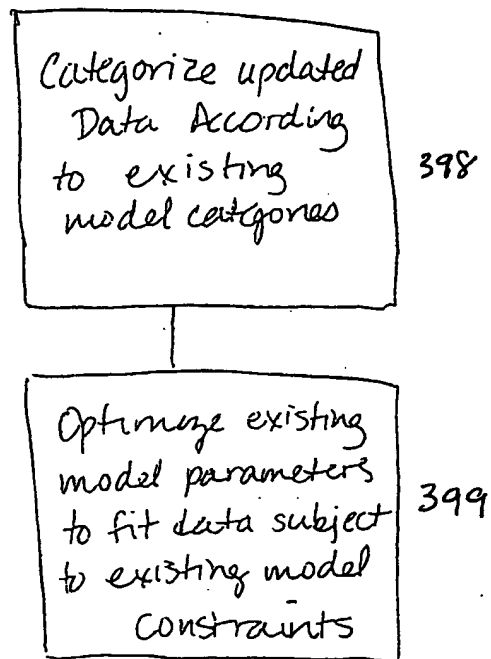 Categorize updated
Data According
to existing
model categories
398
Optimize existing
model parameters
to fit data subject
to existing model
constraints
399